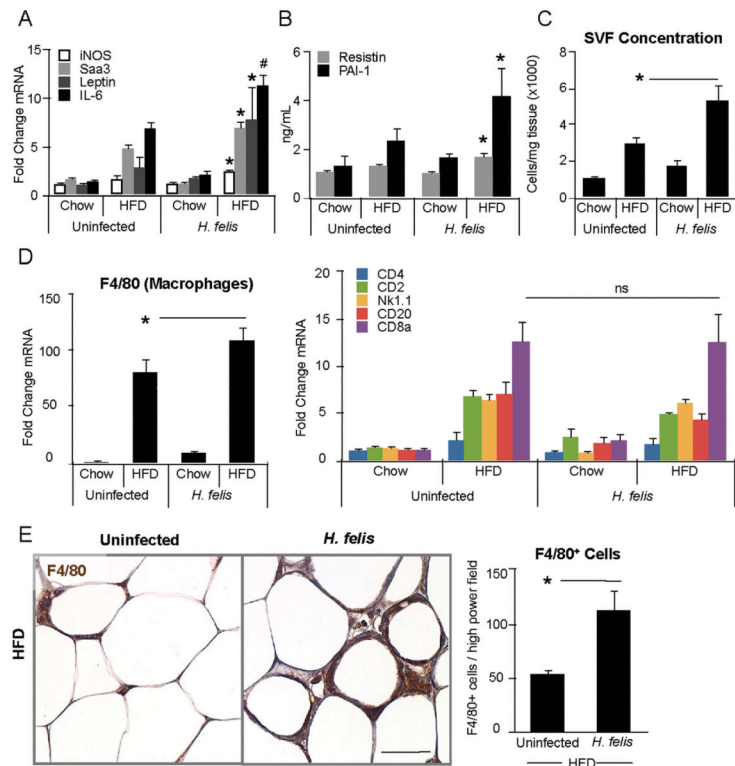 A
iNOS
Saa3
Leptin
IL-6
Fold Change mRNA
15
10
5
0
#
*
*
*
Chow HFD Chow HFD
Uninfected H. felis
B
Resistin
PAI-1
ng/mL
6
4
2
0
*
*
Chow HFD Chow HFD
Uninfected H. felis
C
SVF Concentration
Cells/mg tissue (x1000)
8
6
4
2
0
*
Chow HFD Chow HFD
Uninfected H. felis
D
F4/80 (Macrophages)
Fold Change mRNA
150
100
50
0
*
Chow HFD Chow HFD
Uninfected H. felis
Fold Change mRNA
20
15
10
5
0
CD4
CD2
Nk1.1
CD20
CD8a
ns
Chow HFD Chow HFD
Uninfected H. felis
E
Uninfected H. felis
F4/80
HFD
F4/80+ Cells
F4/80+ cells / high power field
150
100
50
0
*
Uninfected H. felis
HFD